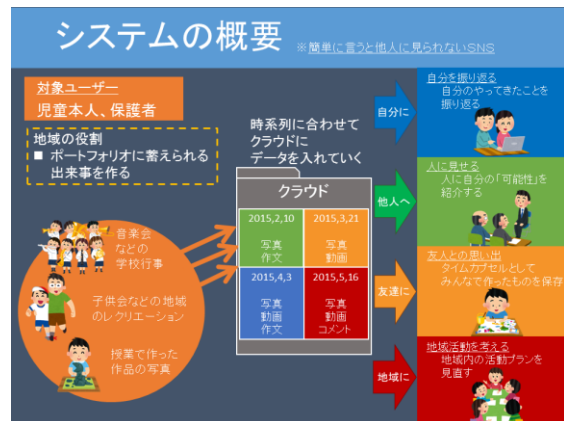 システムの概要
※簡単に言うと他人に見られないSNS
対象ユーザー
児童本人、保護者
地域の役割
■ ポートフォリオに蓄えられる
出来事を作る
音楽会
などの
学校行事
子供会などの地域
のレクリエーション
授業で作った
作品の写真
時系列に合わせて
クラウドに
データを入れていく
クラウド
2015,2,10
写真
作文
2015,3,21
写真
動画
2015,4,3
写真
動画
作文
2015,5,16
写真
動画
コメント
自分に
自分を振り返る
自分のやってきたことを
振り返る
他人へ
人に見せる
人に自分の「可能性」を
紹介する
友達に
友人との思い出
タイムカプセルとして
みんなで作ったものを保存
地域に
地域活動を考える
地域内の活動プランを
見直す